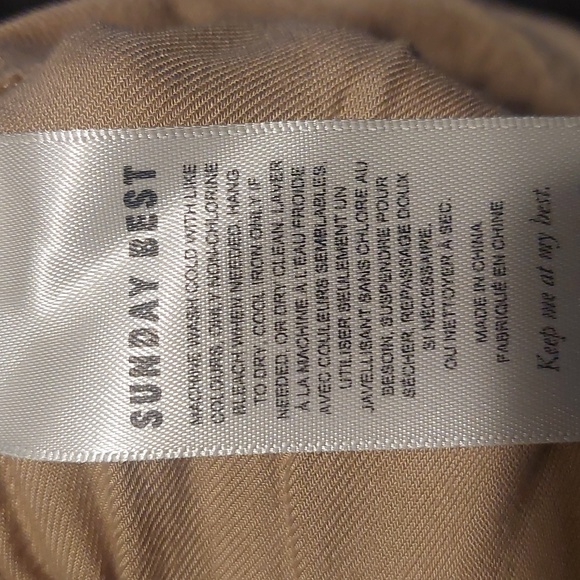 SUNDAY BEST
MACHINE WASH COLD WITH LIKE
COLOURS. ONLY NON-CHLORINE
BLEACH WHEN NEEDED. HANG
TO DRY. COOL IRON ONLY IF
NEEDED. OR DRY CLEAN. LAVER
À LA MACHINE À L'EAU FROIDE
AVEC COULEURS SEMBLABLES.
UTILISER SEULEMENT UN
JAVELLISANT SANS CHLORE AU
BESOIN. SUSPENDRE POUR
SÉCHER. REPASSAGE DOUX
SI NÉCESSAIRE.
OU NETTOYER À SEC.
MADE IN CHINA
FABRIQUÉ EN CHINE
Keep me at my best.